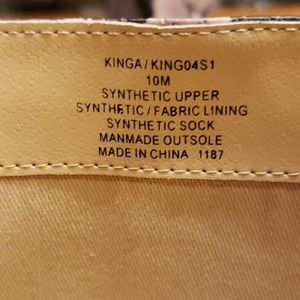 KINGA/KING04S1
10M
SYNTHETIC UPPER
SYNTHETIC/FABRIC LINING
SYNTHETIC SOCK
MANMADE OUTSOLE
MADE IN CHINA 1187